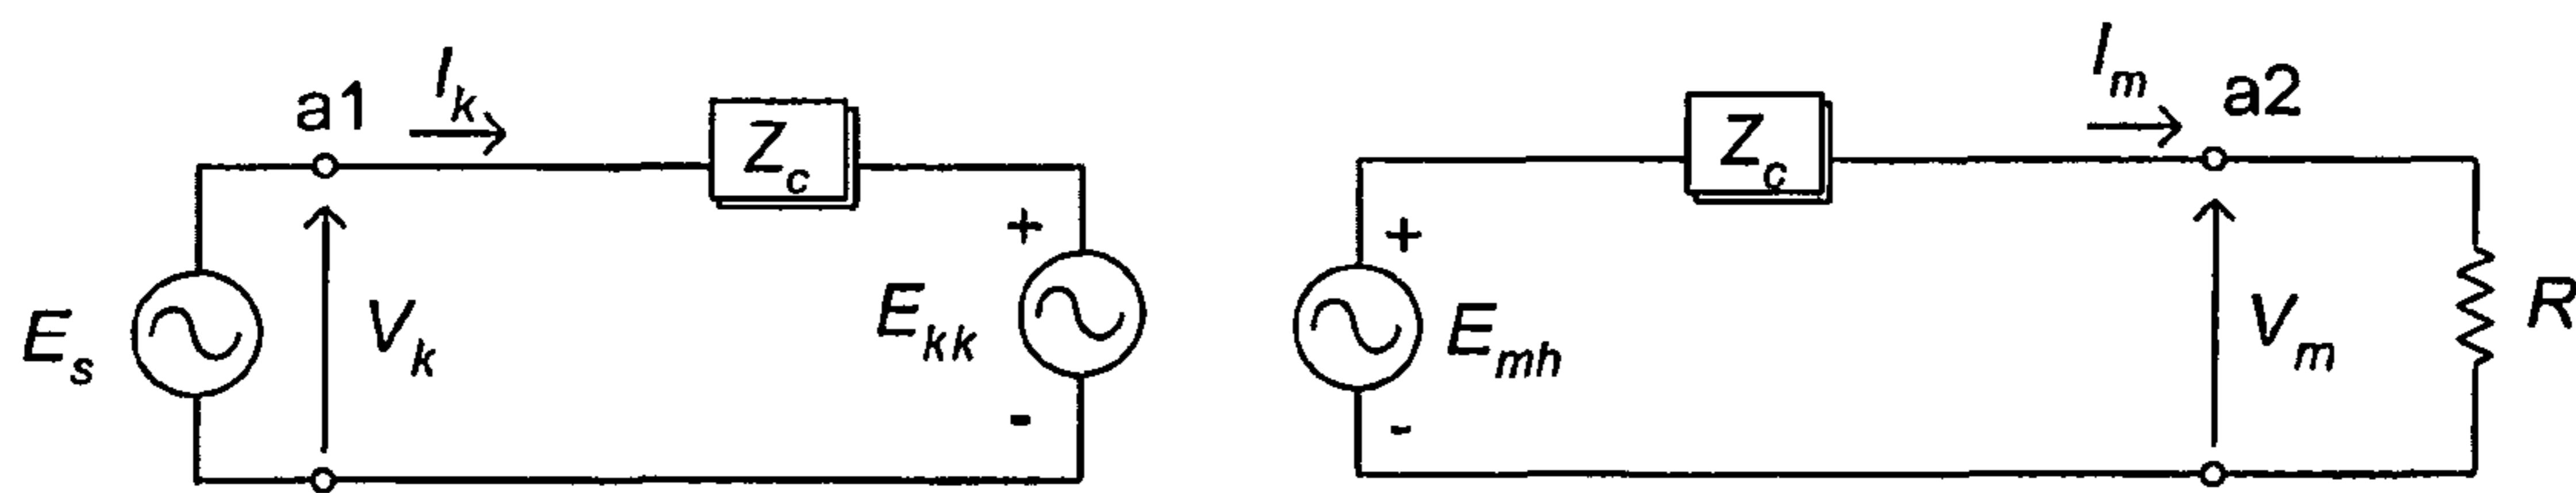 a1 I_k Z_c
E_s V_k + E_kk -
Z_c I_m a2
+ E_mh - V_m R